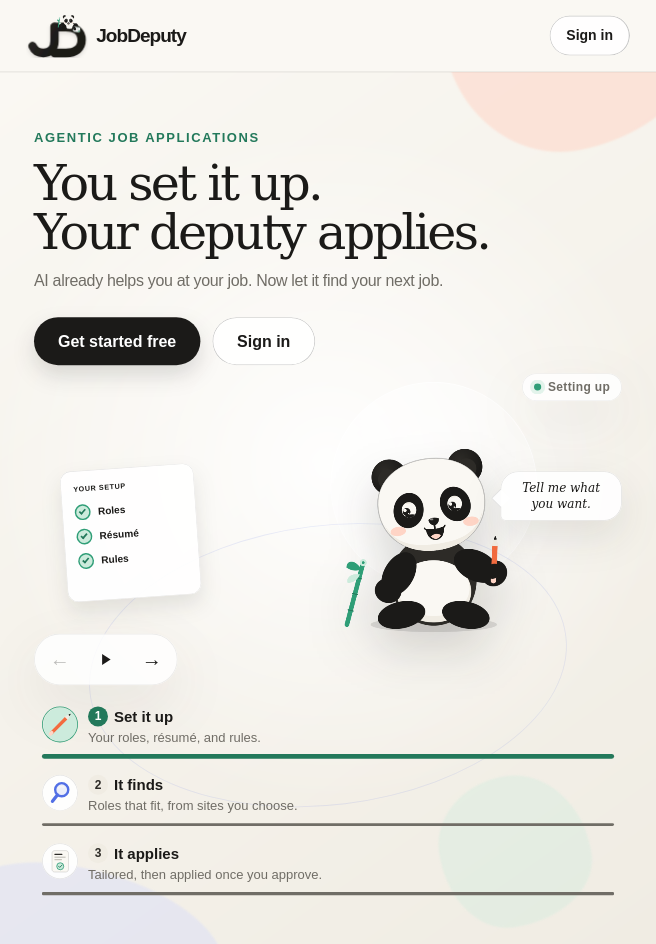 JD JobDeputy
Sign in
AGENTIC JOB APPLICATIONS
You set it up.
Your deputy applies.
AI already helps you at your job. Now let it find your next job.
Get started free
Sign in
Setting up
YOUR SETUP
Roles
Résumé
Rules
Tell me what
you want.
1 Set it up
Your roles, résumé, and rules.
2 It finds
Roles that fit, from sites you choose.
3 It applies
Tailored, then applied once you approve.